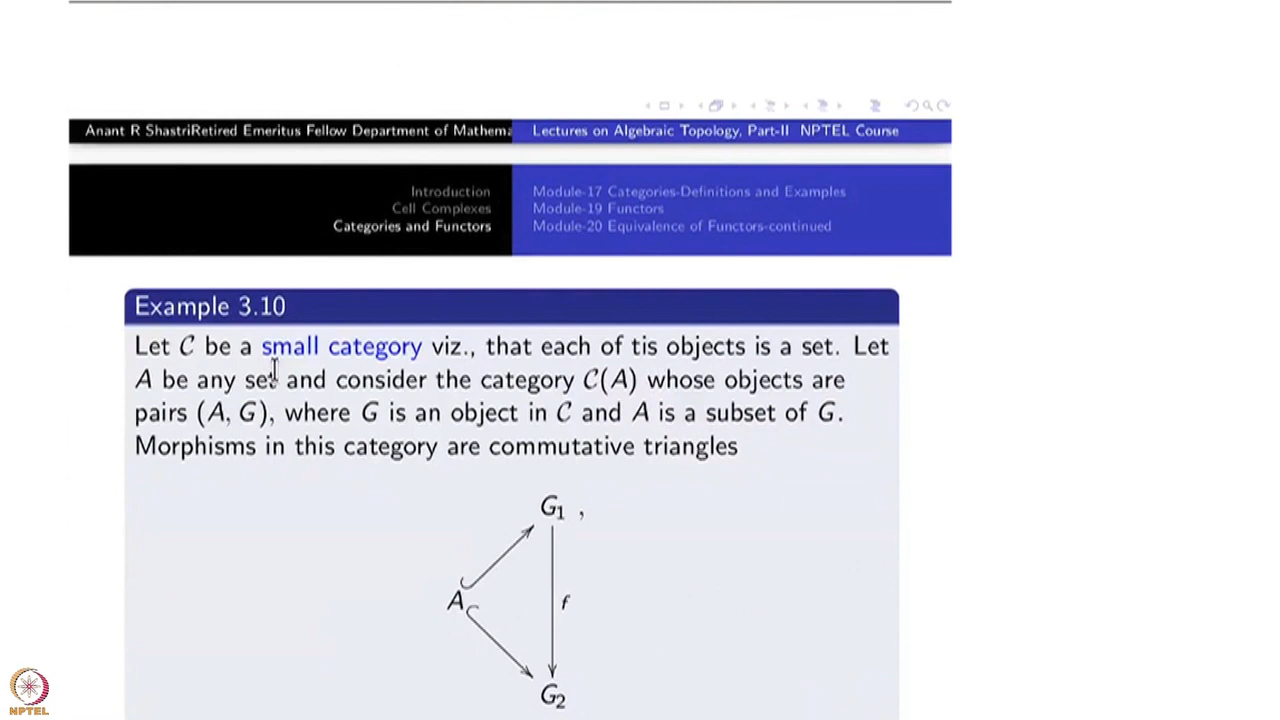 Anant R ShastriRetired Emeritus Fellow Department of Mathema
Lectures on Algebraic Topology, Part-II NPTEL Course
Introduction
Cell Complexes
Categories and Functors
Module-17 Categories-Definitions and Examples
Module-19 Functors
Module-20 Equivalence of Functors-continued
Example 3.10
Let 𝒞 be a small category viz., that each of tis objects is a set. Let
A be any set and consider the category 𝒞(A) whose objects are
pairs (A, G), where G is an object in 𝒞 and A is a subset of G.
Morphisms in this category are commutative triangles
G₁ ,
A
f
G₂
NPTEL